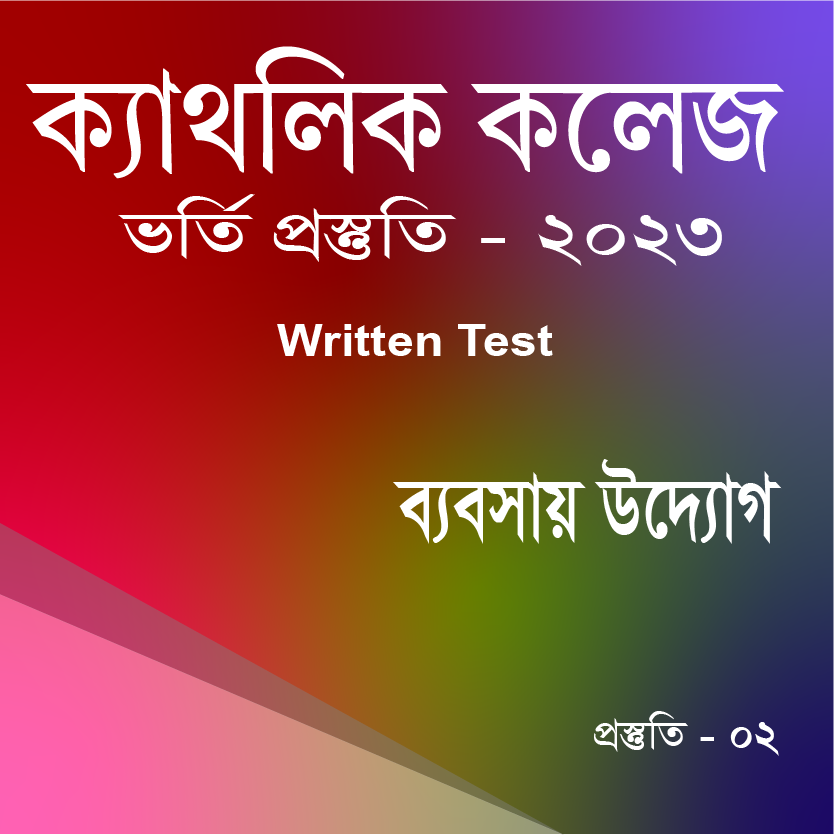 ক্যাথলিক কলেজ
ভর্তি প্রস্তুতি - ২০২৩
Written Test
ব্যবসায় উদ্যোগ
প্রস্তুতি - ০২